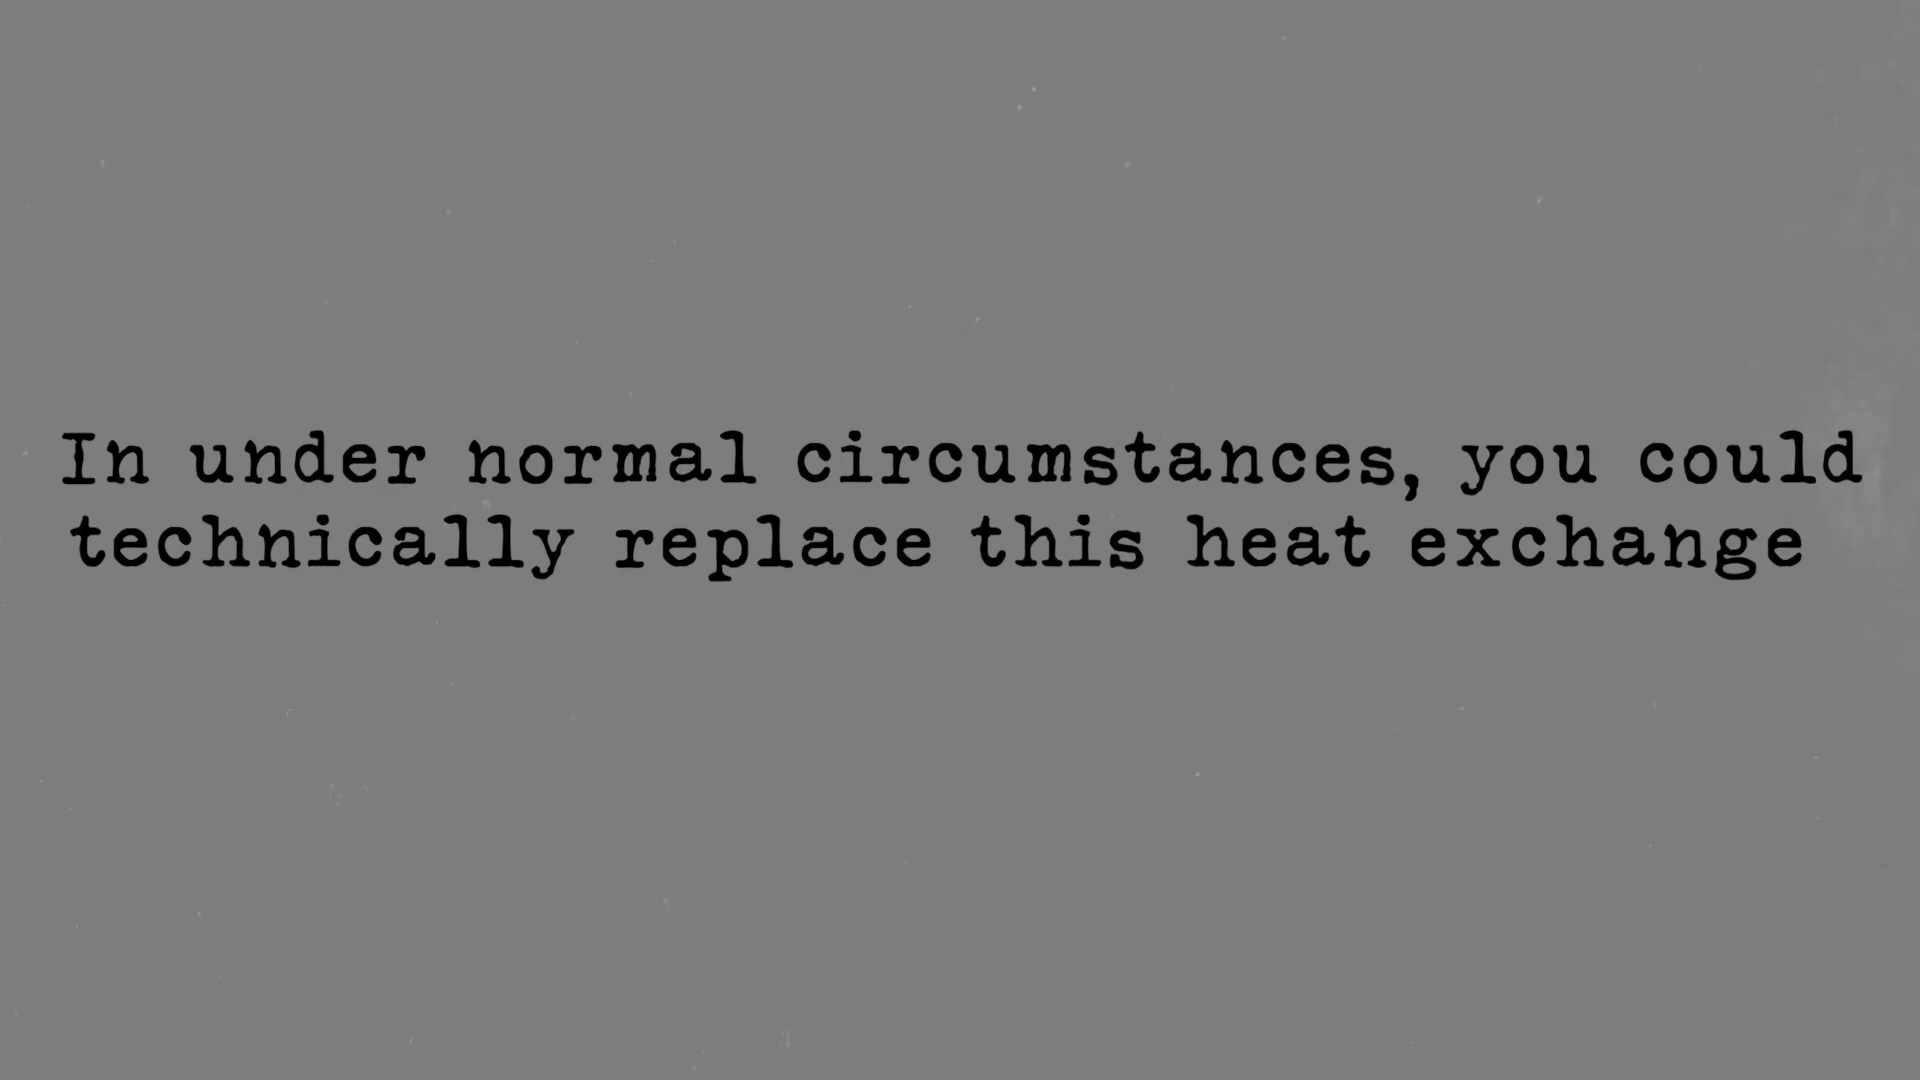 In under normal circumstances, you could
technically replace this heat exchange